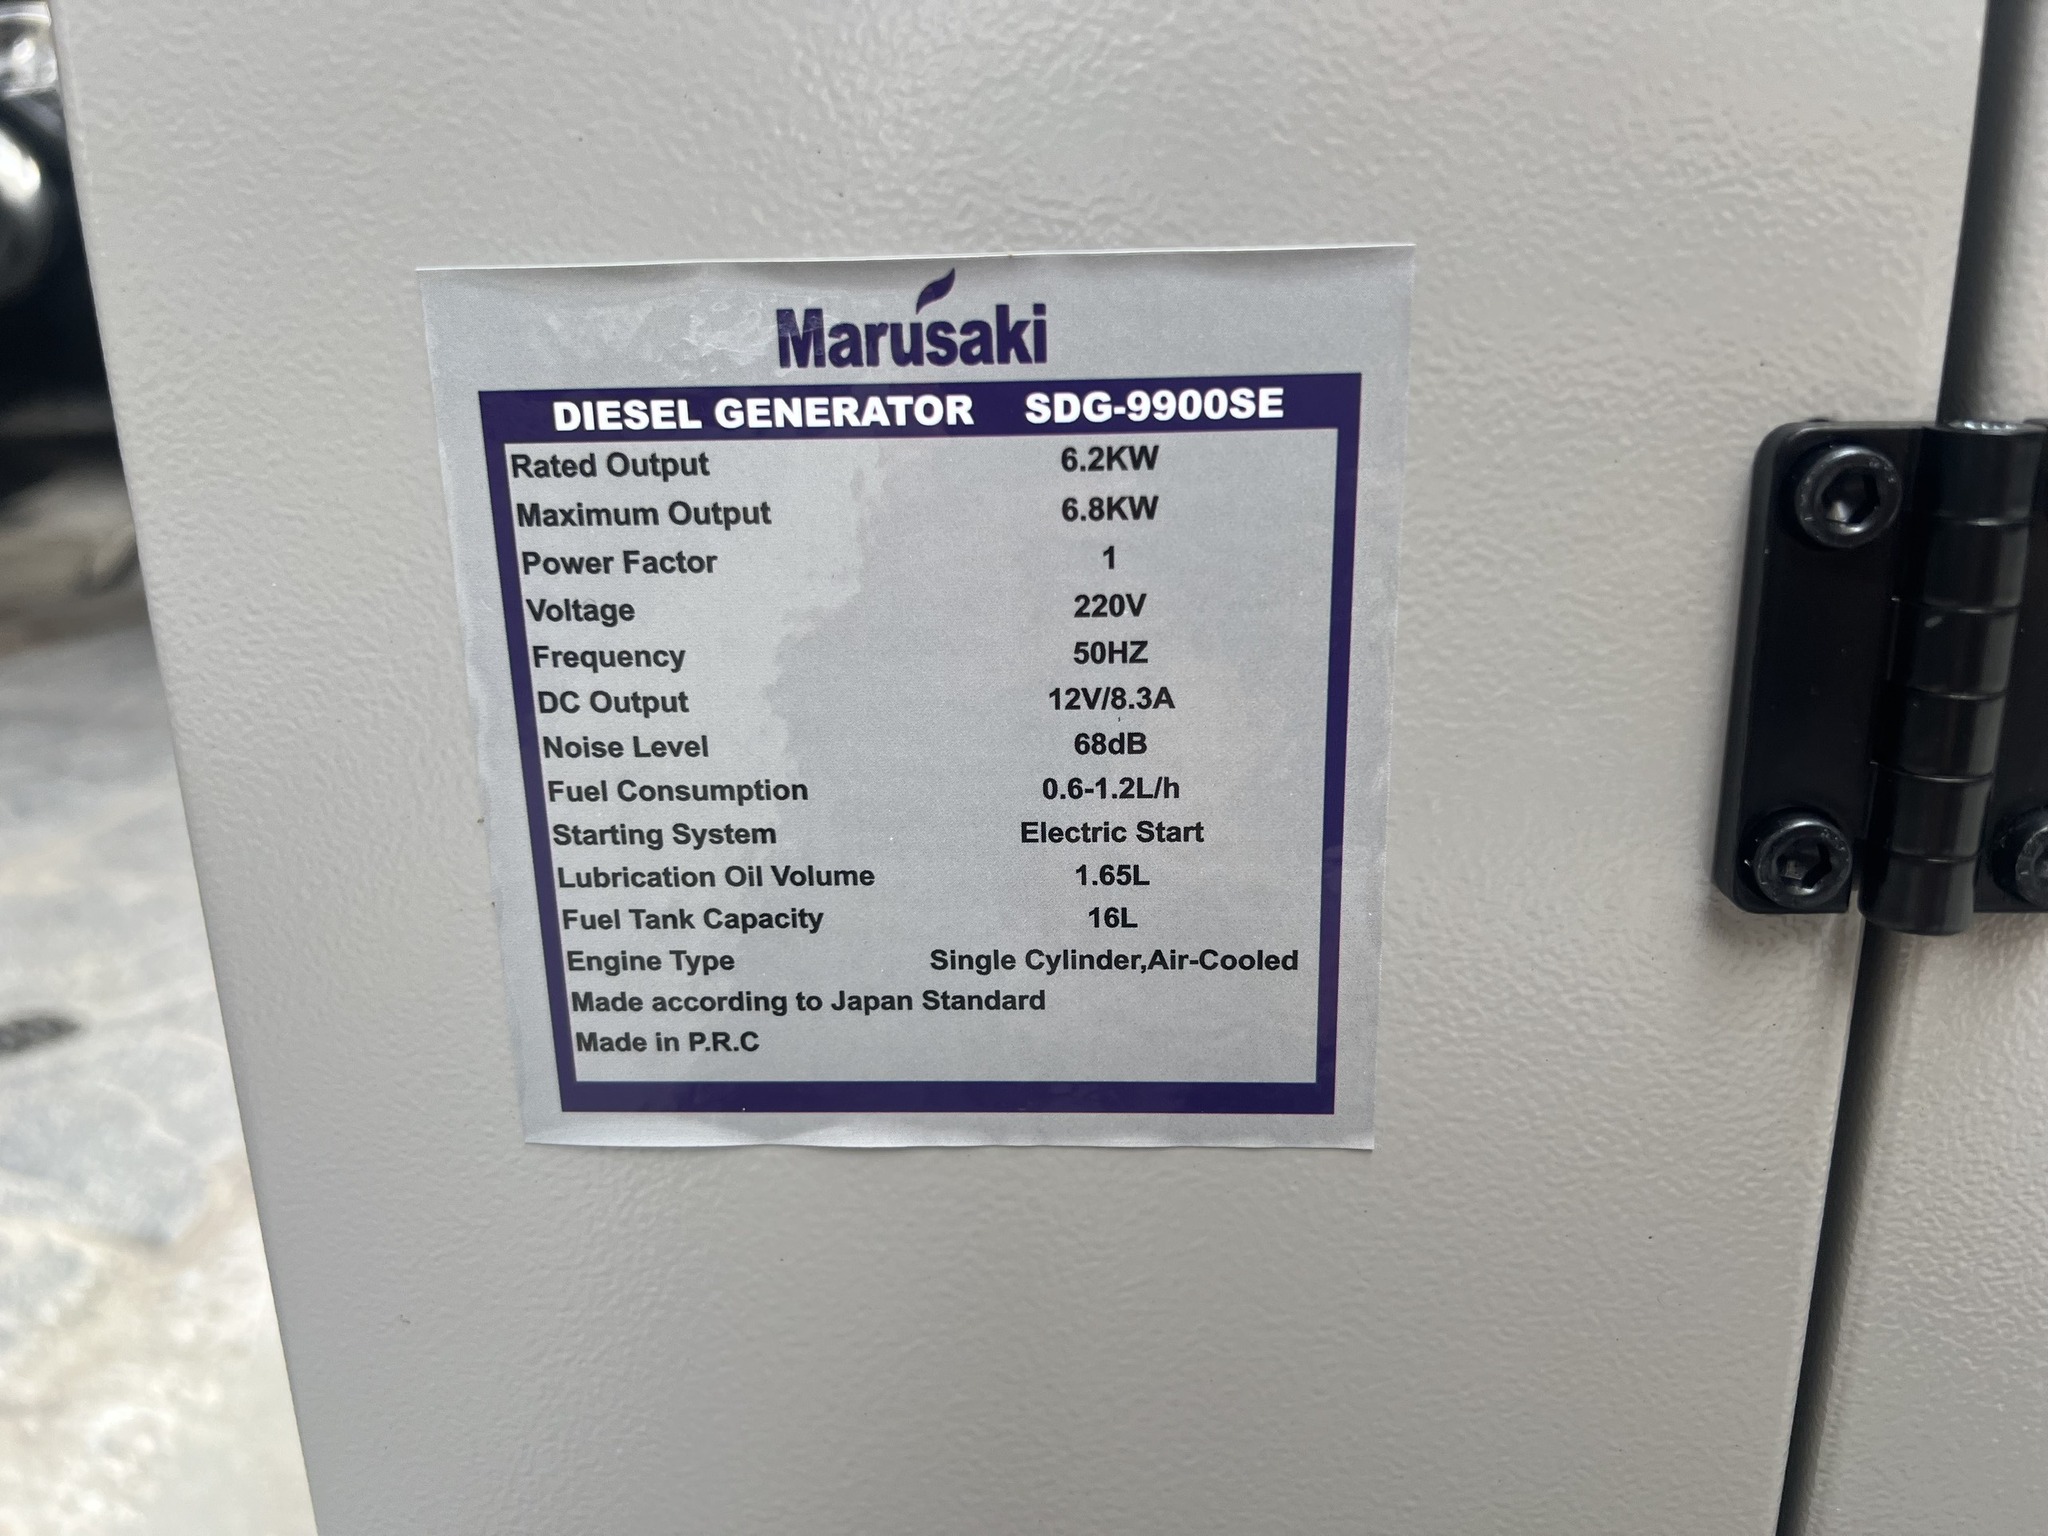 Marusaki
DIESEL GENERATOR SDG-9900SE
Rated Output 6.2KW
Maximum Output 6.8KW
Power Factor 1
Voltage 220V
Frequency 50HZ
DC Output 12V/8.3A
Noise Level 68dB
Fuel Consumption 0.6-1.2L/h
Starting System Electric Start
Lubrication Oil Volume 1.65L
Fuel Tank Capacity 16L
Engine Type Single Cylinder,Air-Cooled
Made according to Japan Standard
Made in P.R.C